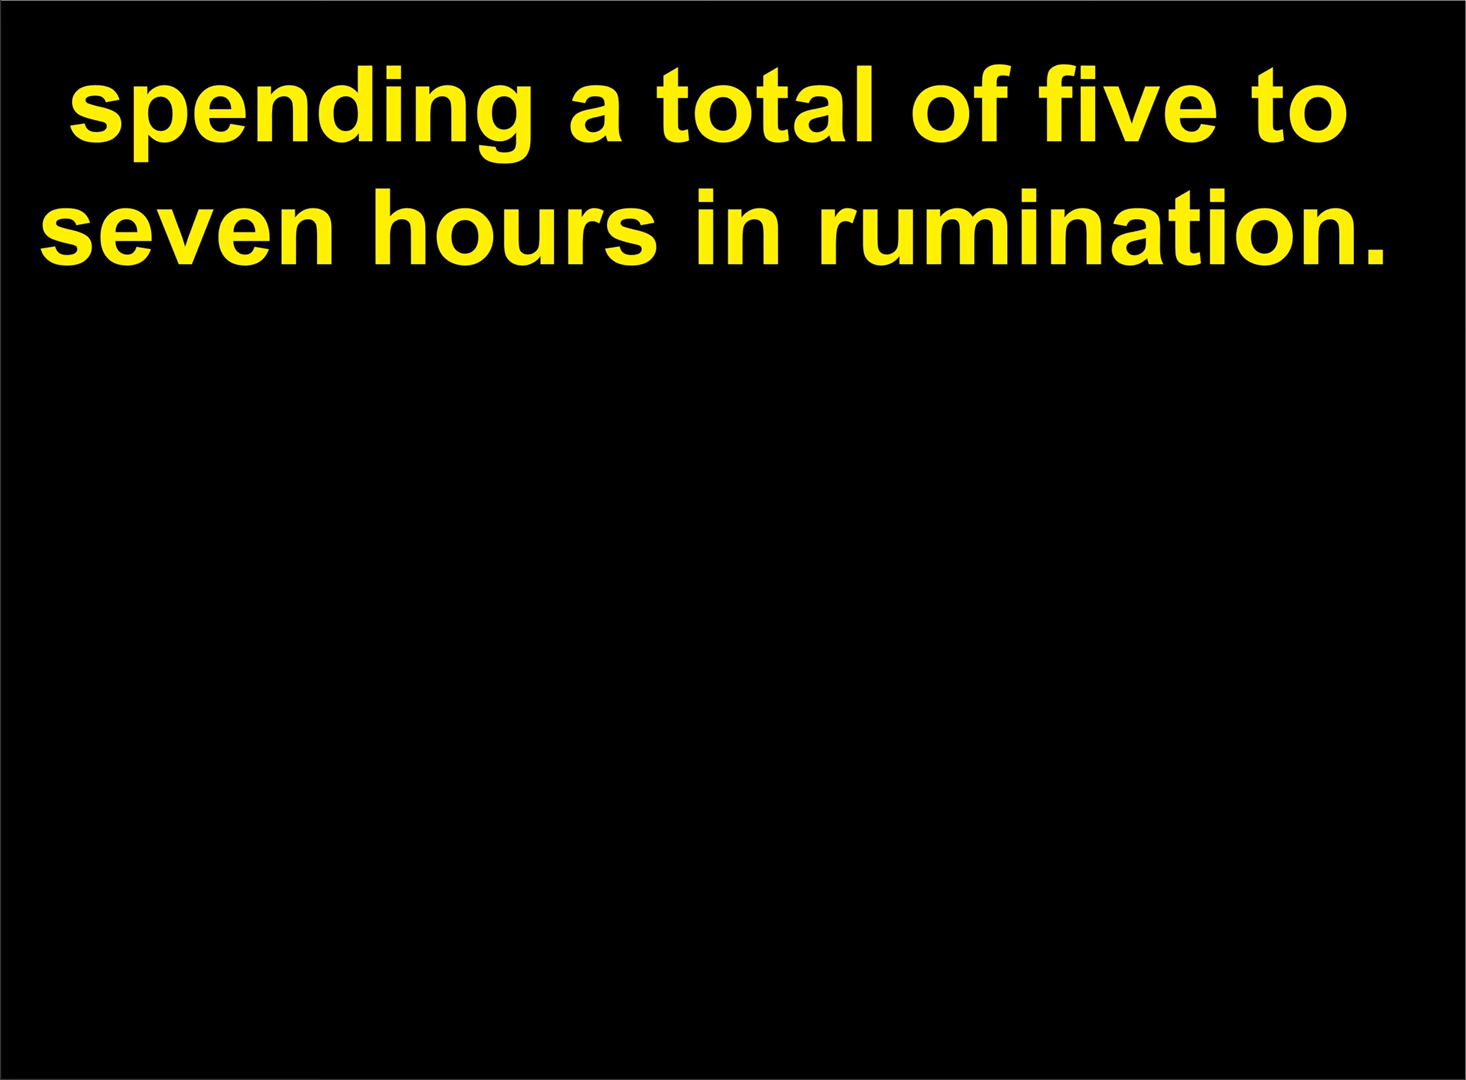 spending a total of five to
seven hours in rumination.